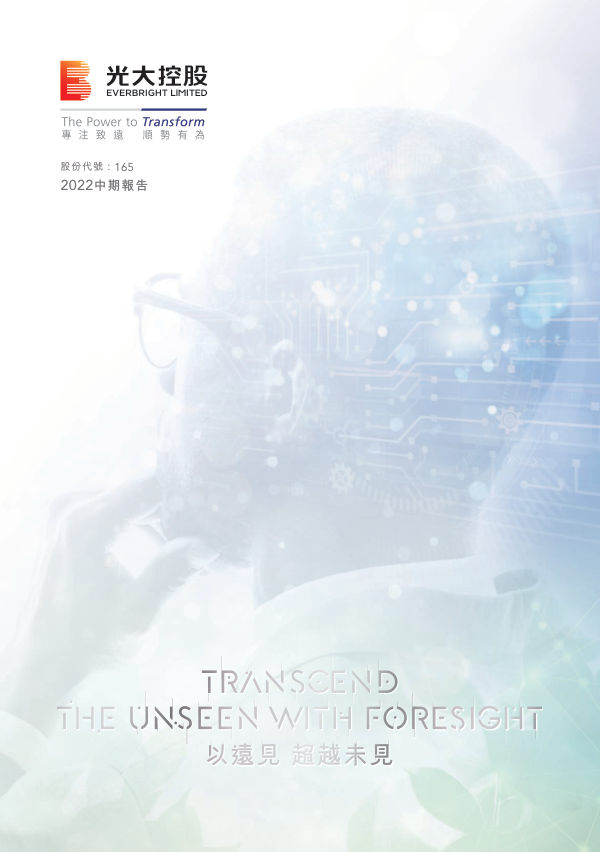 光大控股
EVERBRIGHT LIMITED
The Power to Transform
專注致遠 順勢有為
股份代號：165
2022中期報告
TRANSCEND
THE UNSEEN WITH FORESIGHT
以遠見 超越未見